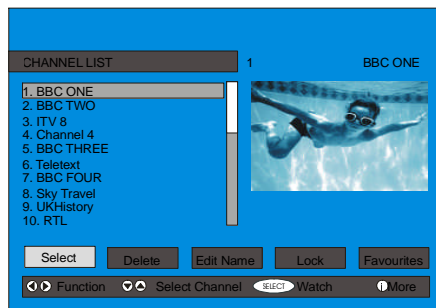 CHANNEL LIST
1 BBC ONE
1. BBC ONE
2. BBC TWO
3. ITV 8
4. Channel 4
5. BBC THREE
6. Teletext
7. BBC FOUR
8. Sky Travel
9. UKHistory
10. RTL
Select Delete Edit Name Lock Favourites
Function Select Channel SELECT Watch i More